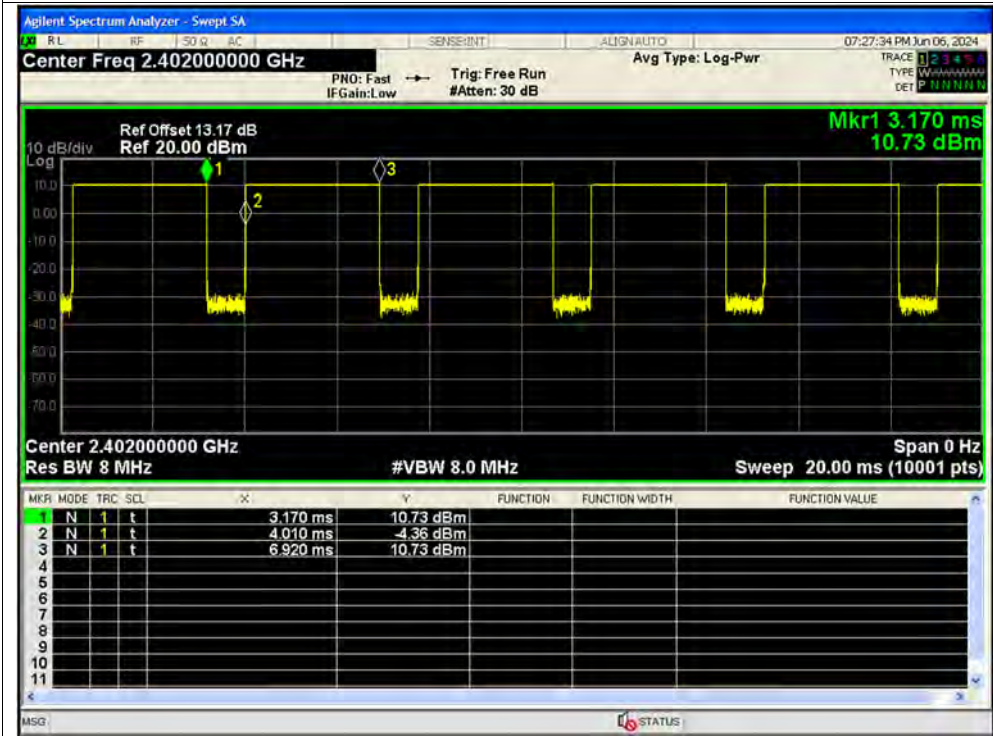 Agilent Spectrum Analyzer - Swept SA
RL RF 50 Ω AC SENSE:INT ALIGN AUTO 07:27:34 PM Jun 06, 2024
Center Freq 2.402000000 GHz Avg Type: Log-Pwr TRACE 1 2 3 4 5 6
PNO: Fast Trig: Free Run TYPE
IFGain:Low #Atten: 30 dB DET P N N N N N
Mkr1 3.170 ms
10.73 dBm
Ref Offset 13.17 dB
10 dB/div Ref 20.00 dBm
Log
1
3
10.0
2
0.00
-10.0
-20.0
-30.0
-40.0
-50.0
-60.0
-70.0
Center 2.402000000 GHz Span 0 Hz
Res BW 8 MHz #VBW 8.0 MHz Sweep 20.00 ms (10001 pts)
MKR MODE TRC SCL X Y FUNCTION FUNCTION WIDTH FUNCTION VALUE
1 N 1 t 3.170 ms 10.73 dBm
2 N 1 t 4.010 ms -4.36 dBm
3 N 1 t 6.920 ms 10.73 dBm
4
5
6
7
8
9
10
11
MSG STATUS